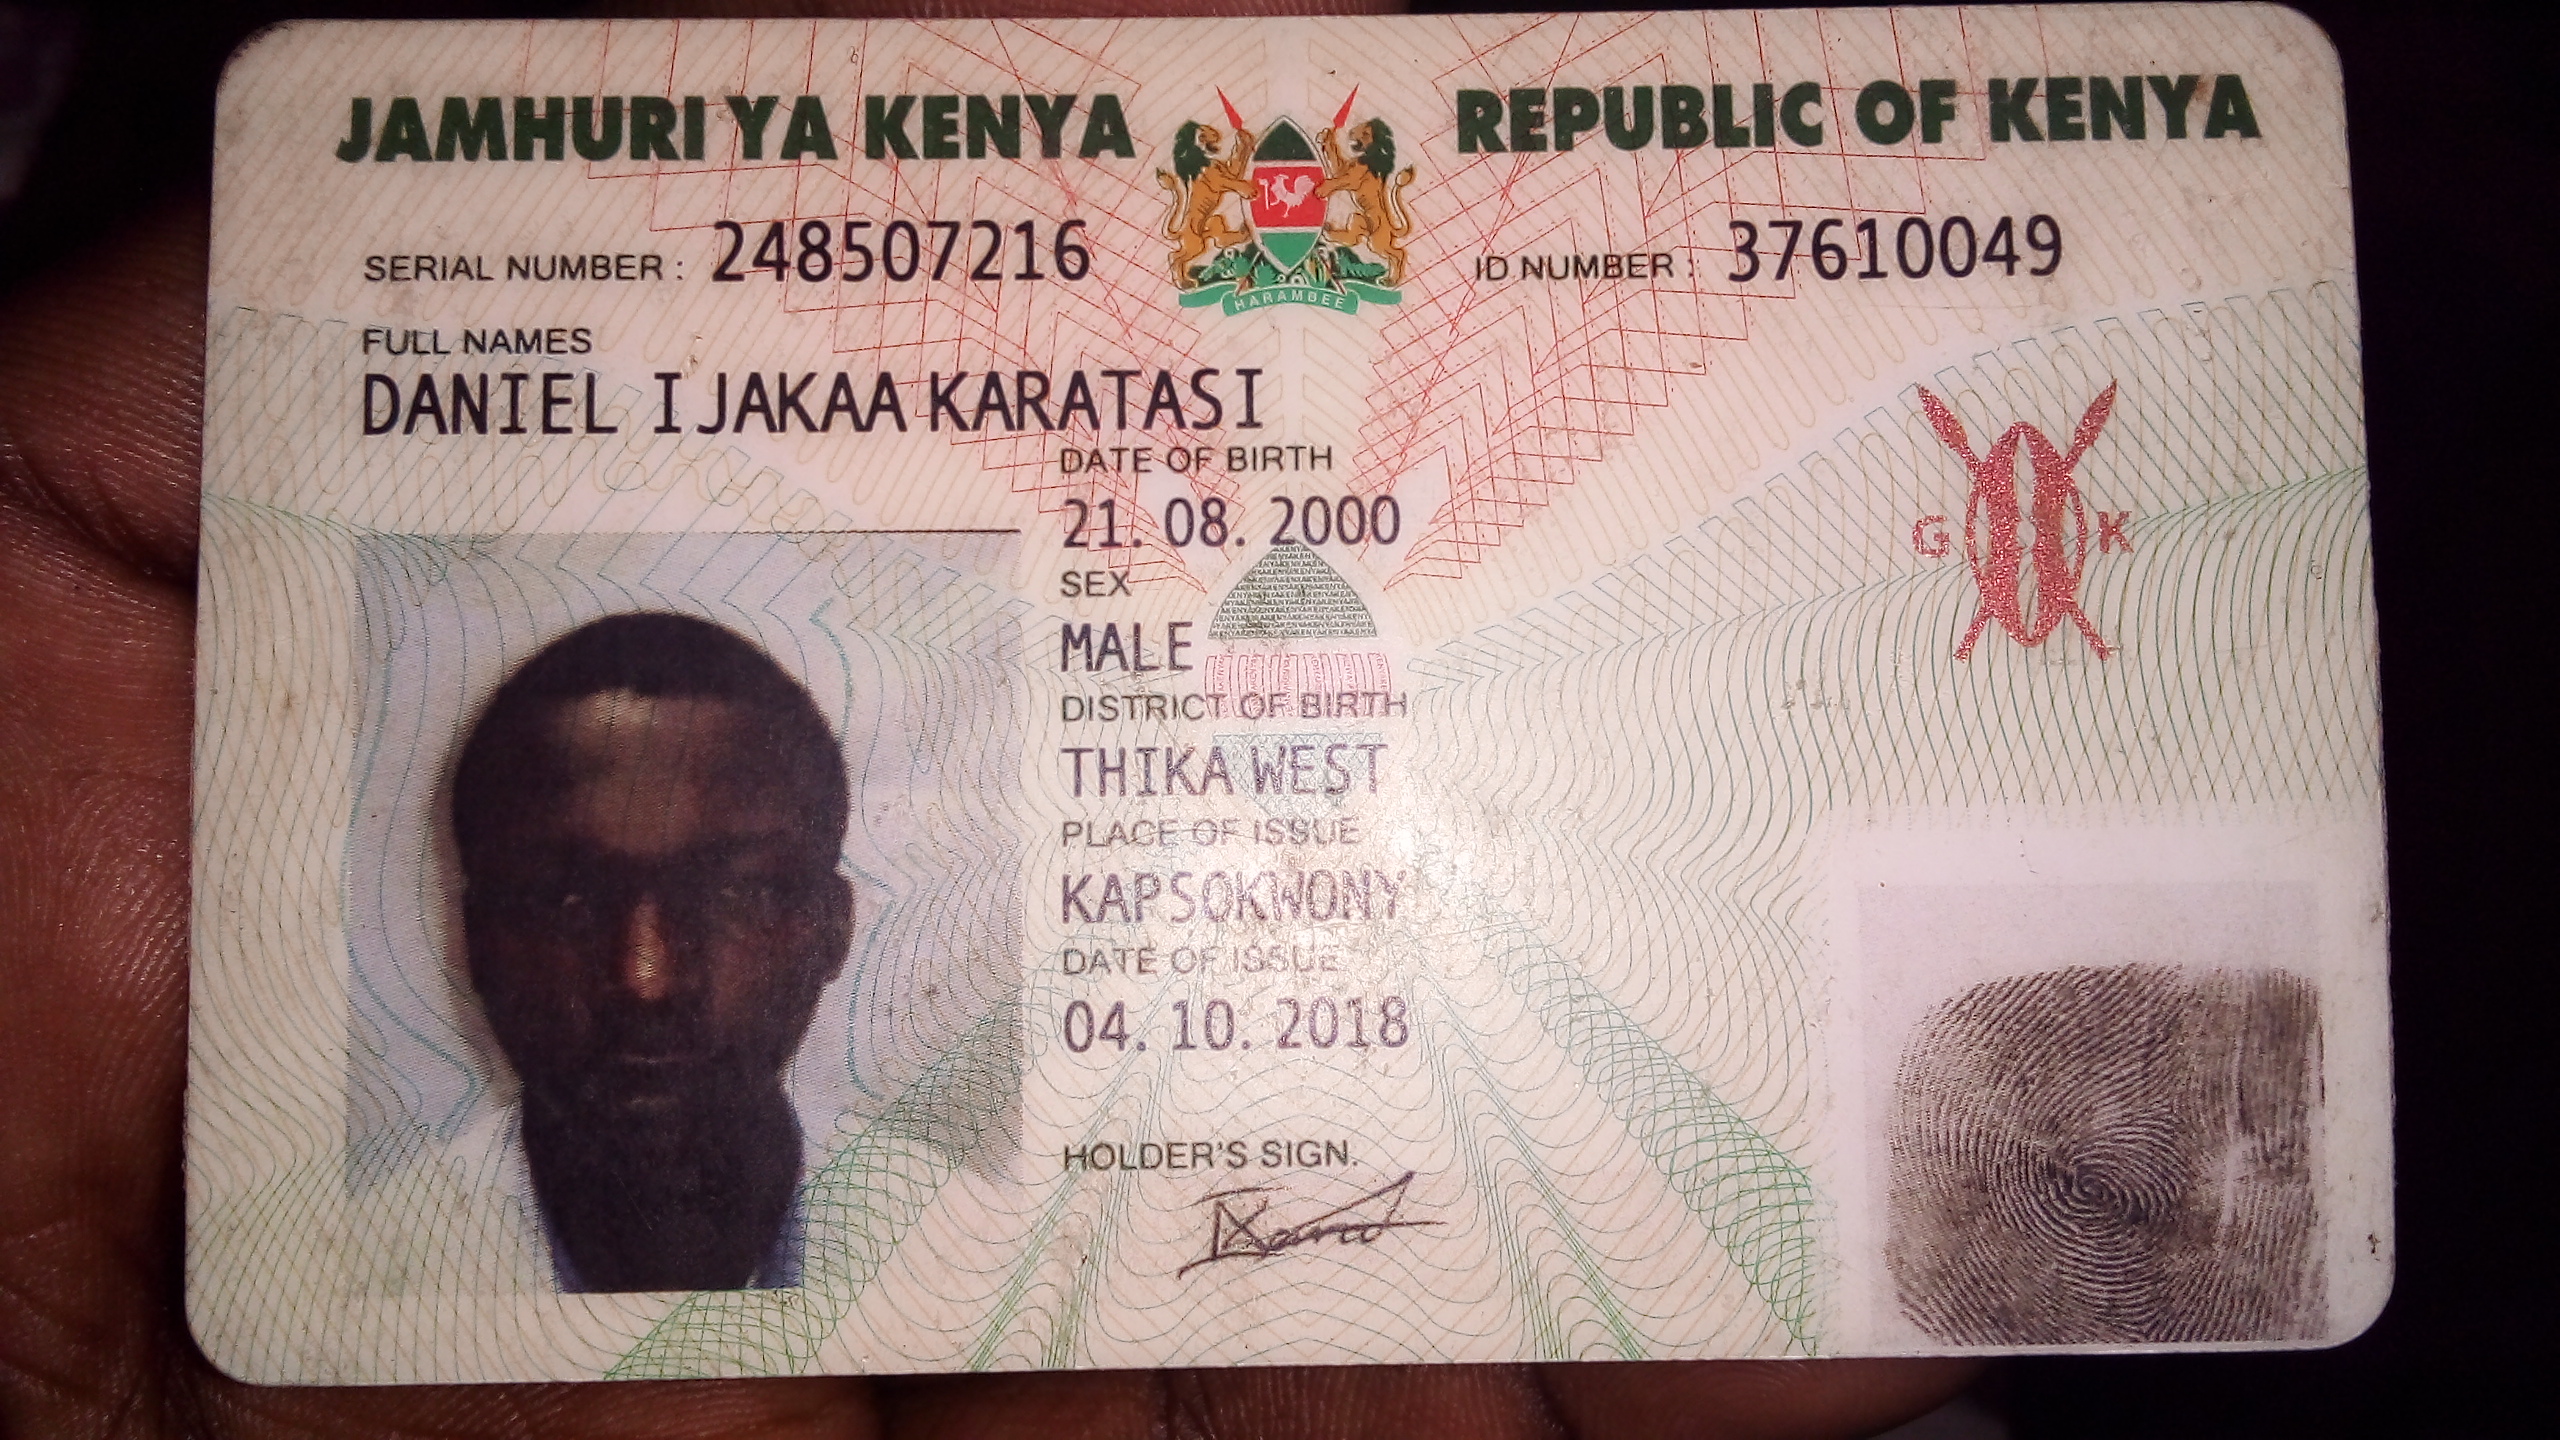 JAMHURI YA KENYA REPUBLIC OF KENYA
HARAMBEE
SERIAL NUMBER : 248507216 ID NUMBER : 37610049
FULL NAMES
DANIEL IJAKAA KARATASI
DATE OF BIRTH
21. 08. 2000
SEX
MALE
G K
DISTRICT OF BIRTH
THIKA WEST
PLACE OF ISSUE
KAPSOKWONY
DATE OF ISSUE
04. 10. 2018
HOLDER'S SIGN.